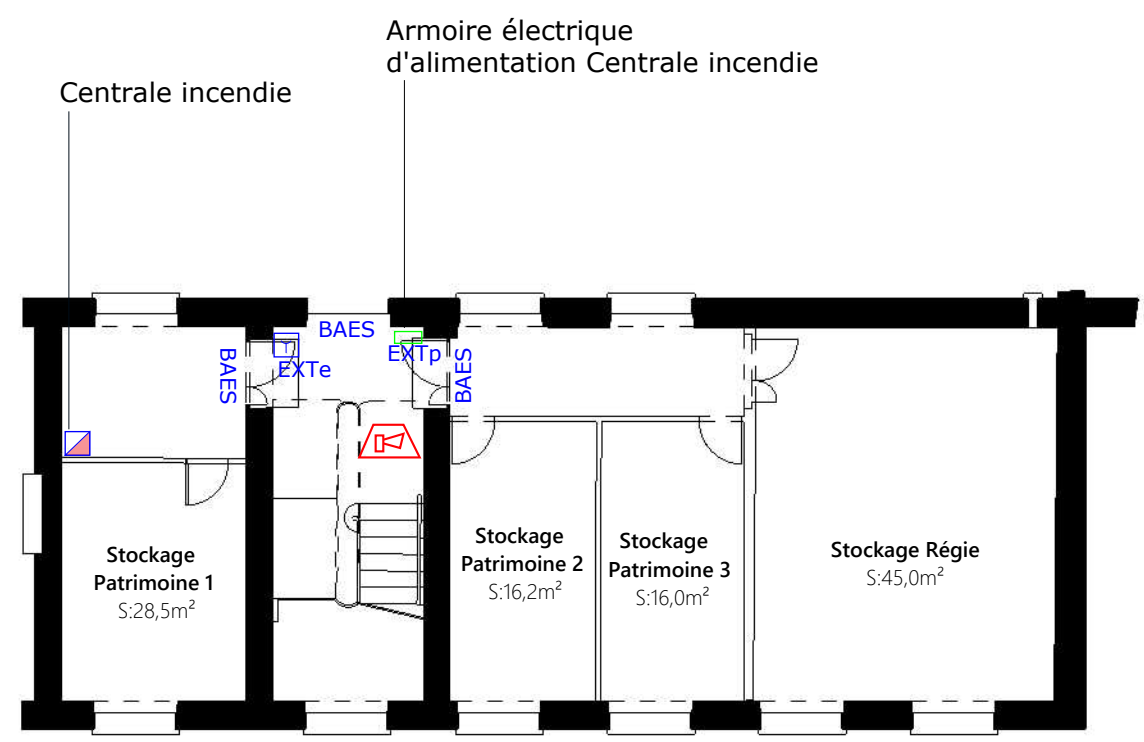 Armoire électrique
d'alimentation Centrale incendie
Centrale incendie
BAES
BAES
EXTe
EXTp
BAES
Stockage
Patrimoine 1
S:28,5m²
Stockage
Patrimoine 2
S:16,2m²
Stockage
Patrimoine 3
S:16,0m²
Stockage Régie
S:45,0m²